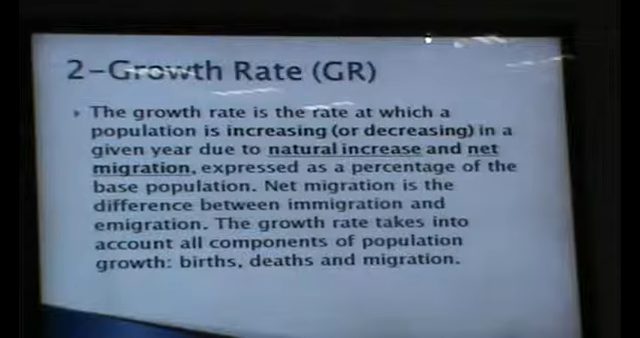 2-Growth Rate (GR)
The growth rate is the rate at which a
population is increasing (or decreasing) in a
given year due to natural increase and net
migration, expressed as a percentage of the
base population. Net migration is the
difference between immigration and
emigration. The growth rate takes into
account all components of population
growth: births, deaths and migration.